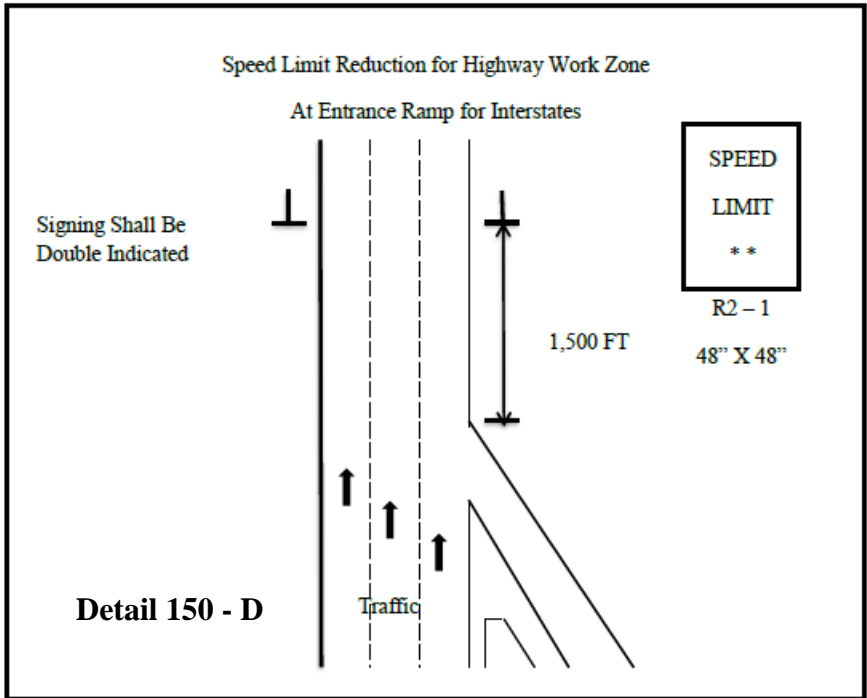 Speed Limit Reduction for Highway Work Zone
At Entrance Ramp for Interstates
SPEED
LIMIT
* *
R2 – 1
48” X 48”
Signing Shall Be
Double Indicated
1,500 FT
Traffic
Detail 150 - D